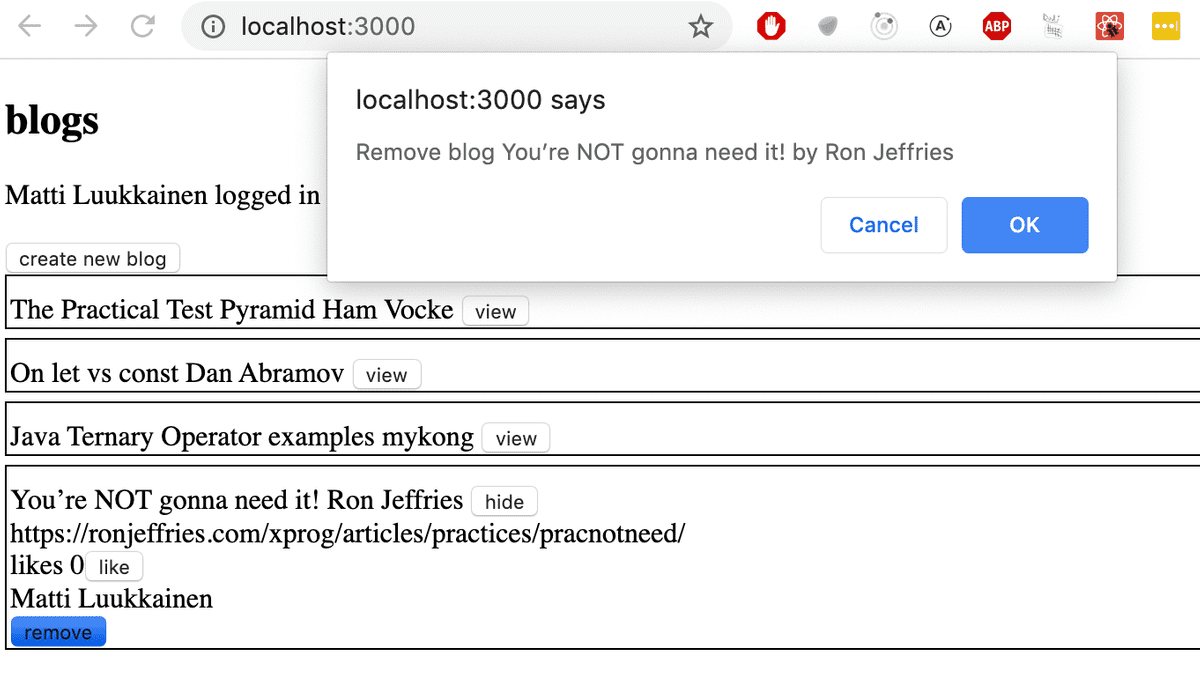 localhost:3000
A
ABP
localhost:3000 says
Remove blog You’re NOT gonna need it! by Ron Jeffries
Cancel
OK
blogs
Matti Luukkainen logged in
create new blog
The Practical Test Pyramid Ham Vocke view
On let vs const Dan Abramov view
Java Ternary Operator examples mykong view
You’re NOT gonna need it! Ron Jeffries hide
https://ronjeffries.com/xprog/articles/practices/pracnotneed/
likes 0 like
Matti Luukkainen
remove